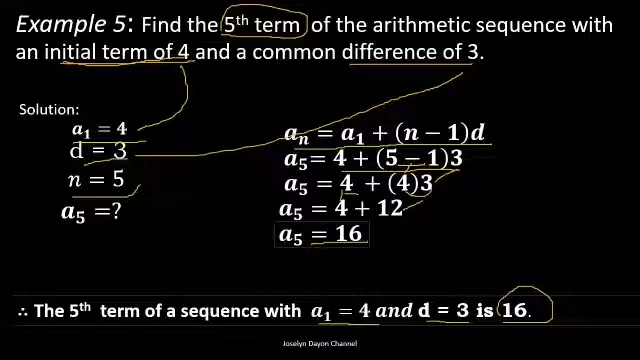 Example 5: Find the 5th term of the arithmetic sequence with
an initial term of 4 and a common difference of 3.
Solution:
a₁ = 4
d = 3
n = 5
a₅ =?
aₙ = a₁ + (n − 1)d
a₅= 4 + (5 − 1)3
a₅ = 4 + (4)3
a₅ = 4 + 12
a₅ = 16
∴ The 5th term of a sequence with a₁ = 4 and d = 3 is 16.
Joselyn Dayon Channel